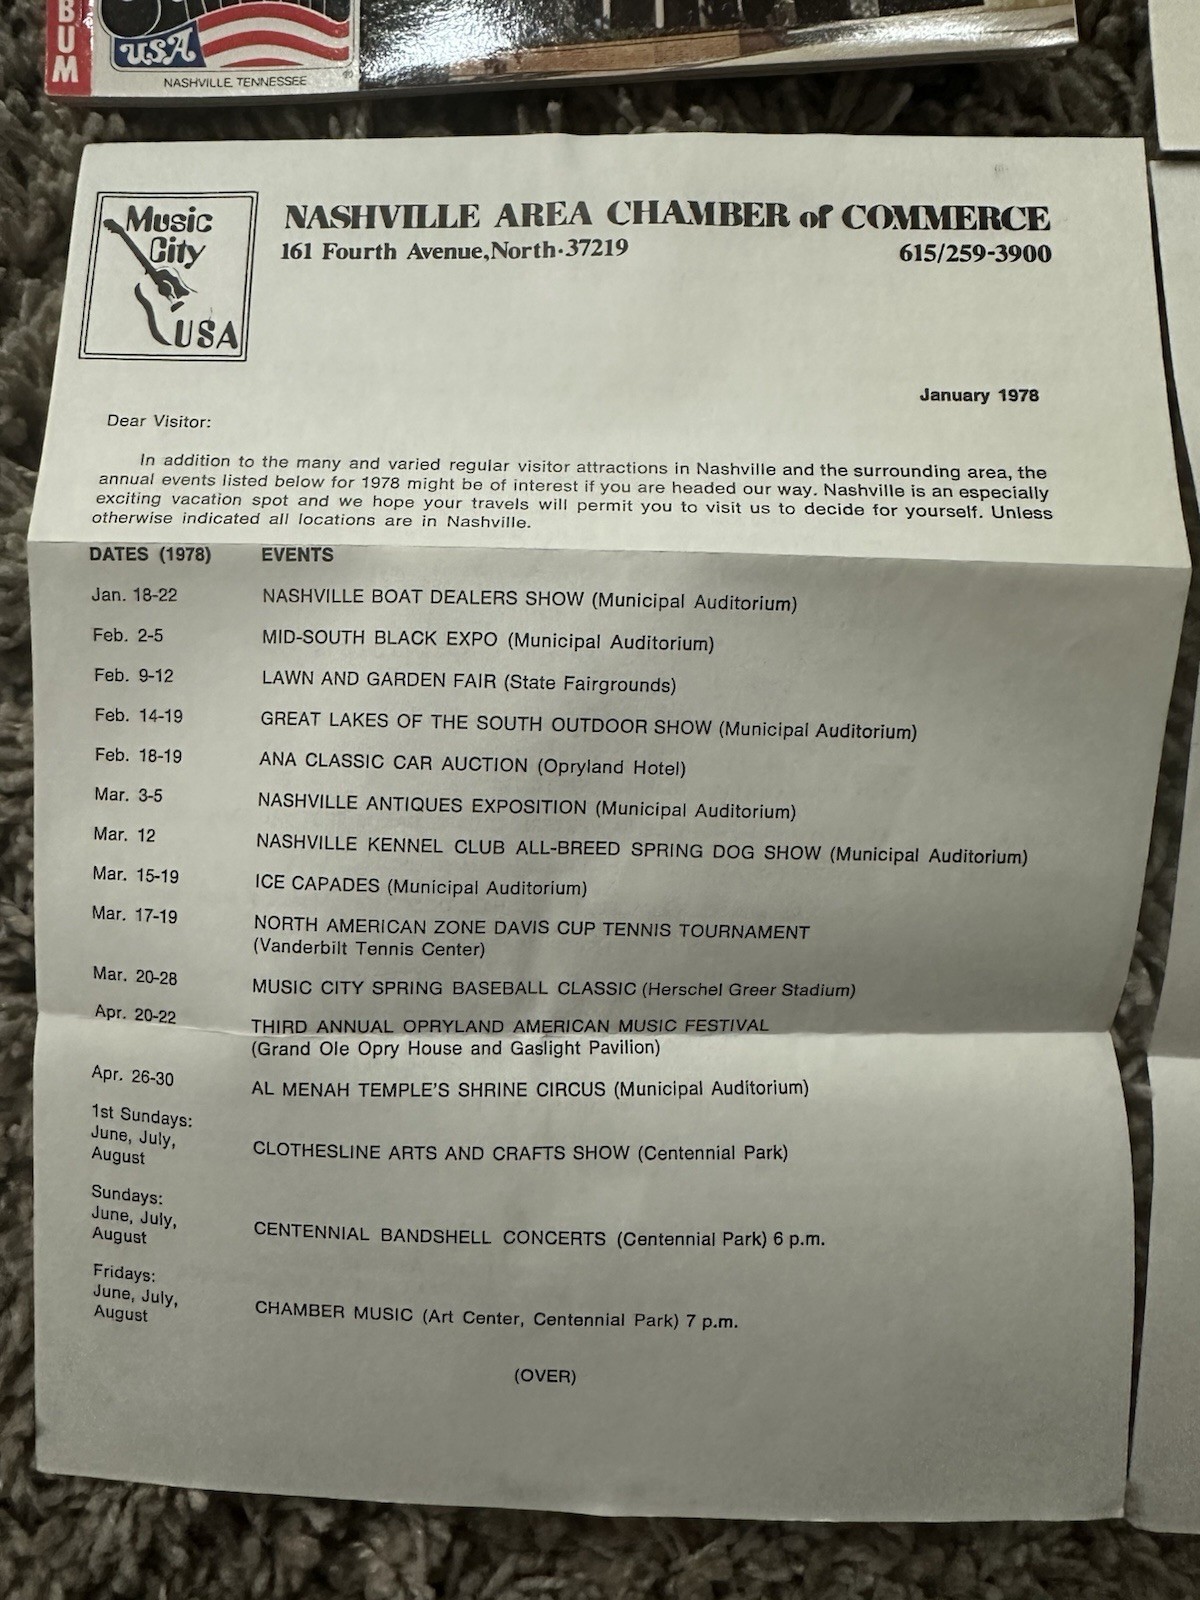 BUM
USA
NASHVILLE, TENNESSEE
Music
City
USA
NASHVILLE AREA CHAMBER of COMMERCE
161 Fourth Avenue, North·37219
615/259-3900
January 1978
Dear Visitor:
In addition to the many and varied regular visitor attractions in Nashville and the surrounding area, the
annual events listed below for 1978 might be of interest if you are headed our way. Nashville is an especially
exciting vacation spot and we hope your travels will permit you to visit us to decide for yourself. Unless
otherwise indicated all locations are in Nashville.
DATES (1978) EVENTS
Jan. 18-22 NASHVILLE BOAT DEALERS SHOW (Municipal Auditorium)
Feb. 2-5 MID-SOUTH BLACK EXPO (Municipal Auditorium)
Feb. 9-12 LAWN AND GARDEN FAIR (State Fairgrounds)
Feb. 14-19 GREAT LAKES OF THE SOUTH OUTDOOR SHOW (Municipal Auditorium)
Feb. 18-19 ANA CLASSIC CAR AUCTION (Opryland Hotel)
Mar. 3-5 NASHVILLE ANTIQUES EXPOSITION (Municipal Auditorium)
Mar. 12 NASHVILLE KENNEL CLUB ALL-BREED SPRING DOG SHOW (Municipal Auditorium)
Mar. 15-19 ICE CAPADES (Municipal Auditorium)
Mar. 17-19 NORTH AMERICAN ZONE DAVIS CUP TENNIS TOURNAMENT
(Vanderbilt Tennis Center)
Mar. 20-28 MUSIC CITY SPRING BASEBALL CLASSIC (Herschel Greer Stadium)
Apr. 20-22 THIRD ANNUAL OPRYLAND AMERICAN MUSIC FESTIVAL
(Grand Ole Opry House and Gaslight Pavilion)
Apr. 26-30 AL MENAH TEMPLE'S SHRINE CIRCUS (Municipal Auditorium)
1st Sundays:
June, July,
August CLOTHESLINE ARTS AND CRAFTS SHOW (Centennial Park)
Sundays:
June, July,
August CENTENNIAL BANDSHELL CONCERTS (Centennial Park) 6 p.m.
Fridays:
June, July,
August CHAMBER MUSIC (Art Center, Centennial Park) 7 p.m.
(OVER)